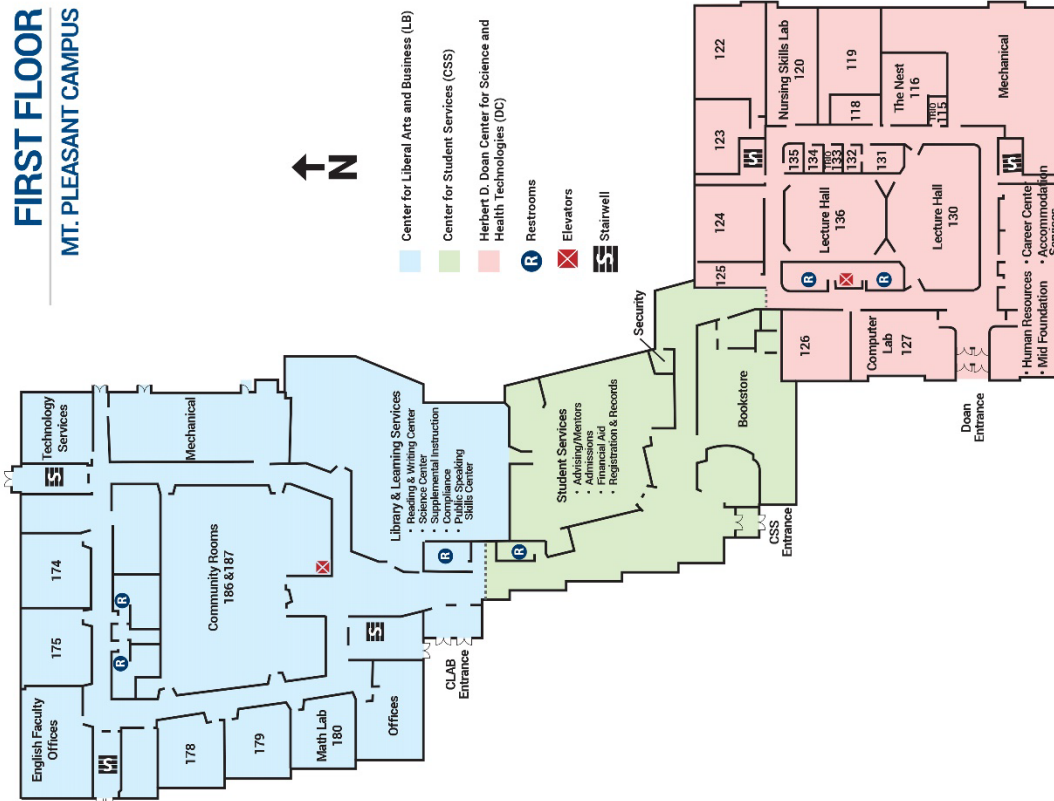 FIRST FLOOR
MT. PLEASANT CAMPUS
N
Center for Liberal Arts and Business (LB)
Center for Student Services (CSS)
Herbert D. Doan Center for Science and
Health Technologies (DC)
R
Restrooms
Elevators
S
Stairwell
Technology
Services
S
Mechanical
174
175
R
R
English Faculty
Offices
S
Community Rooms
186 &187
178
179
Math Lab
180
Offices
S
CLAB
Entrance
Library & Learning Services
• Reading & Writing Center
• Science Center
• Supplemental Instruction
• Compliance
• Public Speaking
Skills Center
R
R
Student Services
• Advising/Mentors
• Admissions
• Financial Aid
• Registration & Records
Security
Bookstore
CSS
Entrance
122
123
S
124
125
126
Computer
Lab
127
Doan
Entrance
Nursing Skills Lab
120
119
118
The Nest
116
TRIO
115
Mechanical
135
134
TRIO
133
132
131
Lecture Hall
136
R
R
Lecture Hall
130
S
• Human Resources
• Career Center
• Mid Foundation
• Accommodation
Services